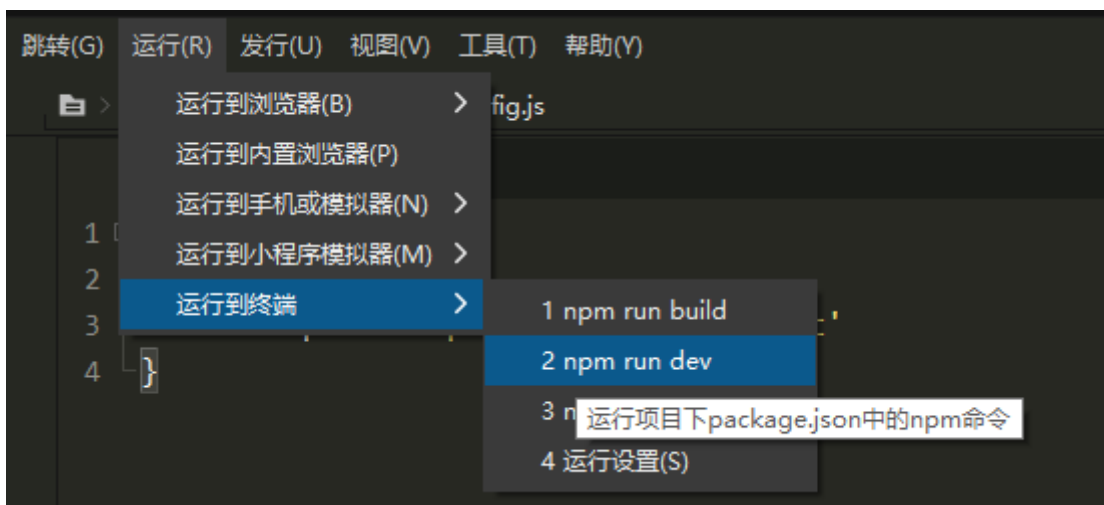 跳转(G) 运行(R) 发行(U) 视图(V) 工具(T) 帮助(Y)
运行到浏览器(B) fig.js
运行到内置浏览器(P)
运行到手机或模拟器(N)
1
运行到小程序模拟器(M)
2
运行到终端
1 npm run build
3
'
2 npm run dev
4 }
3 n
运行项目下package.json中的npm命令
4 运行设置(S)